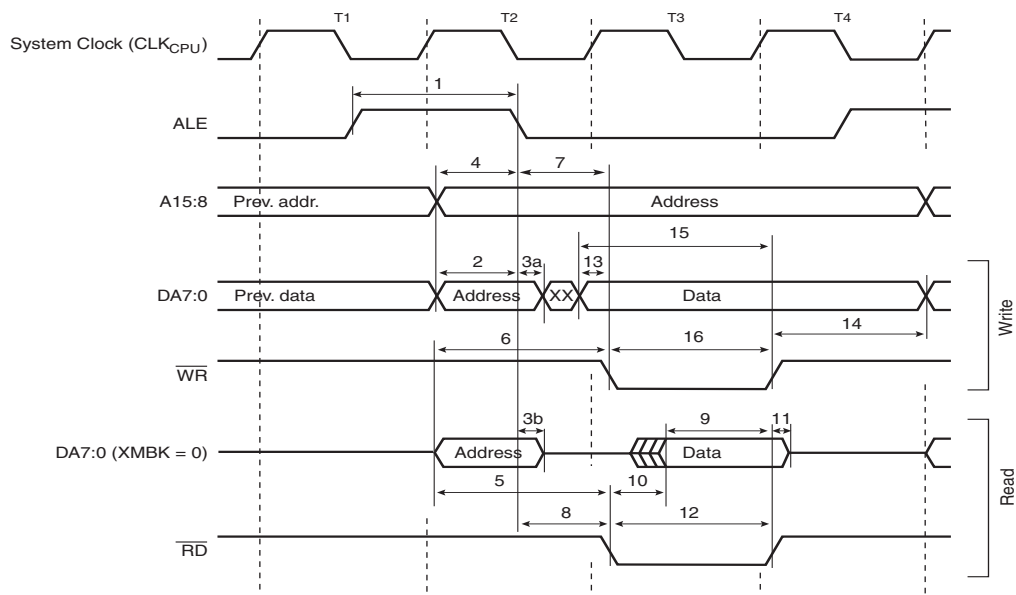 T1 T2 T3 T4
System Clock (CLKCPU)
1
ALE
4 7
A15:8 Prev. addr. Address
15
2 3a 13
DA7:0 Prev. data Address XX Data
14
6 16
WR
3b 9 11
DA7:0 (XMBK = 0) Address Data
5 10
8 12
RD
Write
Read